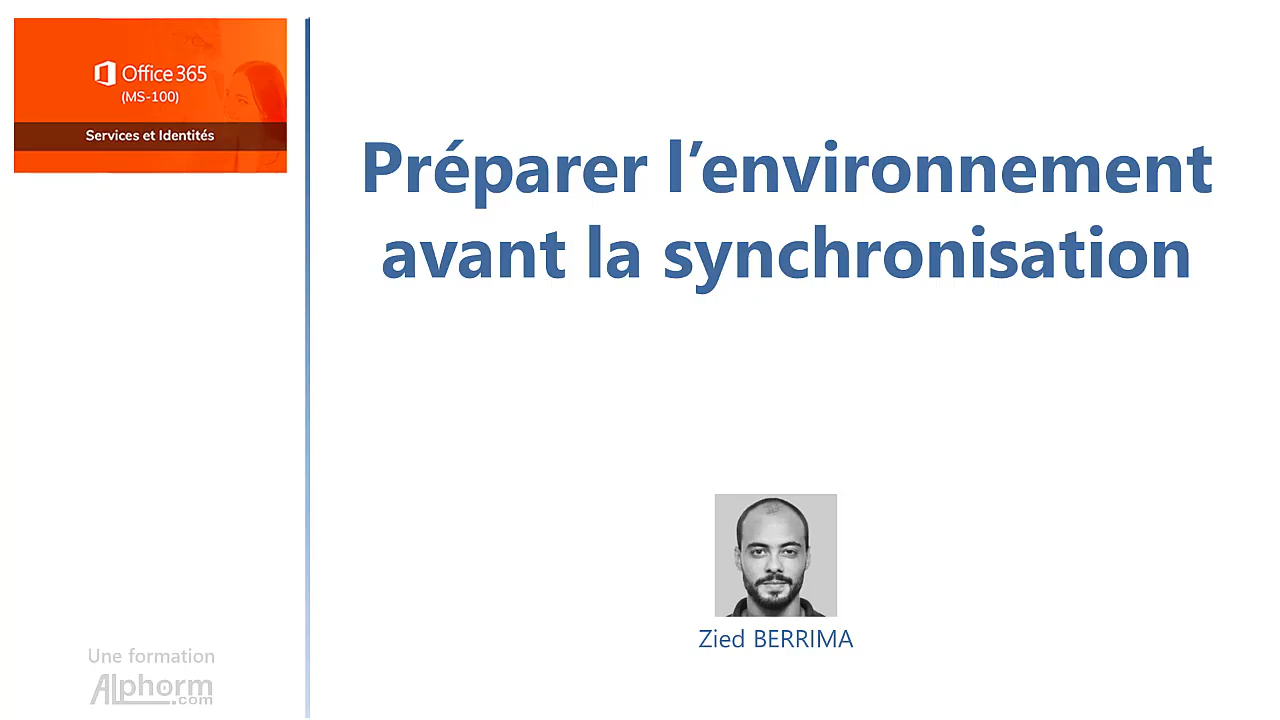 Office 365
(MS-100)
Services et Identités
Préparer l’environnement
avant la synchronisation
Zied BERRIMA
Une formation
Alphorm
.com